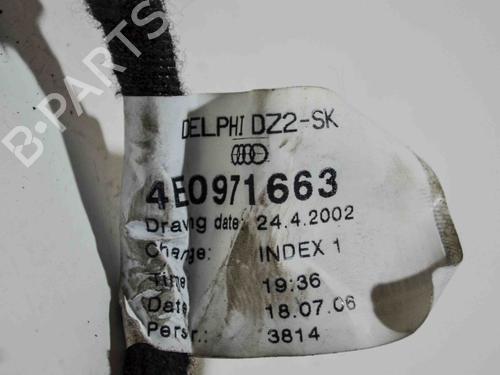 B-PARTS
DELPHI DZ2-SK
4E0971663
Drawing date: 24.4.2002
Change: INDEX 1
Time 19:36
Date 18.07.06
Persnr.: 3814